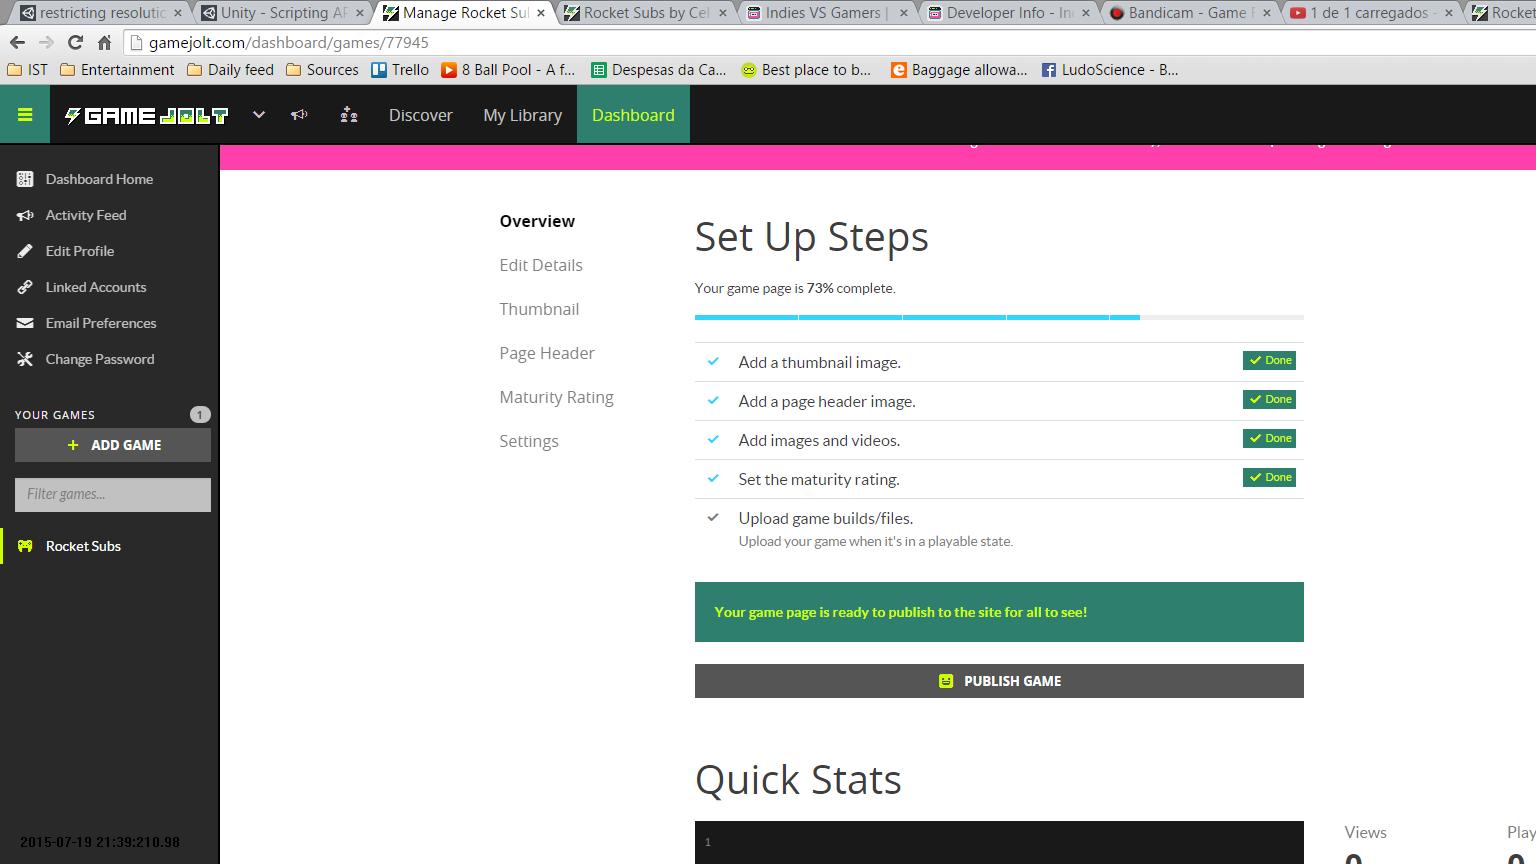 restricting resolutio
Unity - Scripting AP
Manage Rocket Su
Rocket Subs by Cel
Indies VS Gamers |
Developer Info - In
Bandicam - Game R
1 de 1 carregados -
Rocket
gamejolt.com/dashboard/games/77945
IST
Entertainment
Daily feed
Sources
Trello
8 Ball Pool - A f...
Despesas da Ca...
Best place to b...
Baggage allowa...
LudoScience - B...
GAME JOLT
Discover
My Library
Dashboard
Dashboard Home
Activity Feed
Edit Profile
Linked Accounts
Email Preferences
Change Password
YOUR GAMES 1
+ ADD GAME
Filter games...
Rocket Subs
2015-07-19 21:39:210.98
Overview
Edit Details
Thumbnail
Page Header
Maturity Rating
Settings
Set Up Steps
Your game page is 73% complete.
Add a thumbnail image. Done
Add a page header image. Done
Add images and videos. Done
Set the maturity rating. Done
Upload game builds/files.
Upload your game when it's in a playable state.
Your game page is ready to publish to the site for all to see!
PUBLISH GAME
Quick Stats
1
Views
Play
0
0